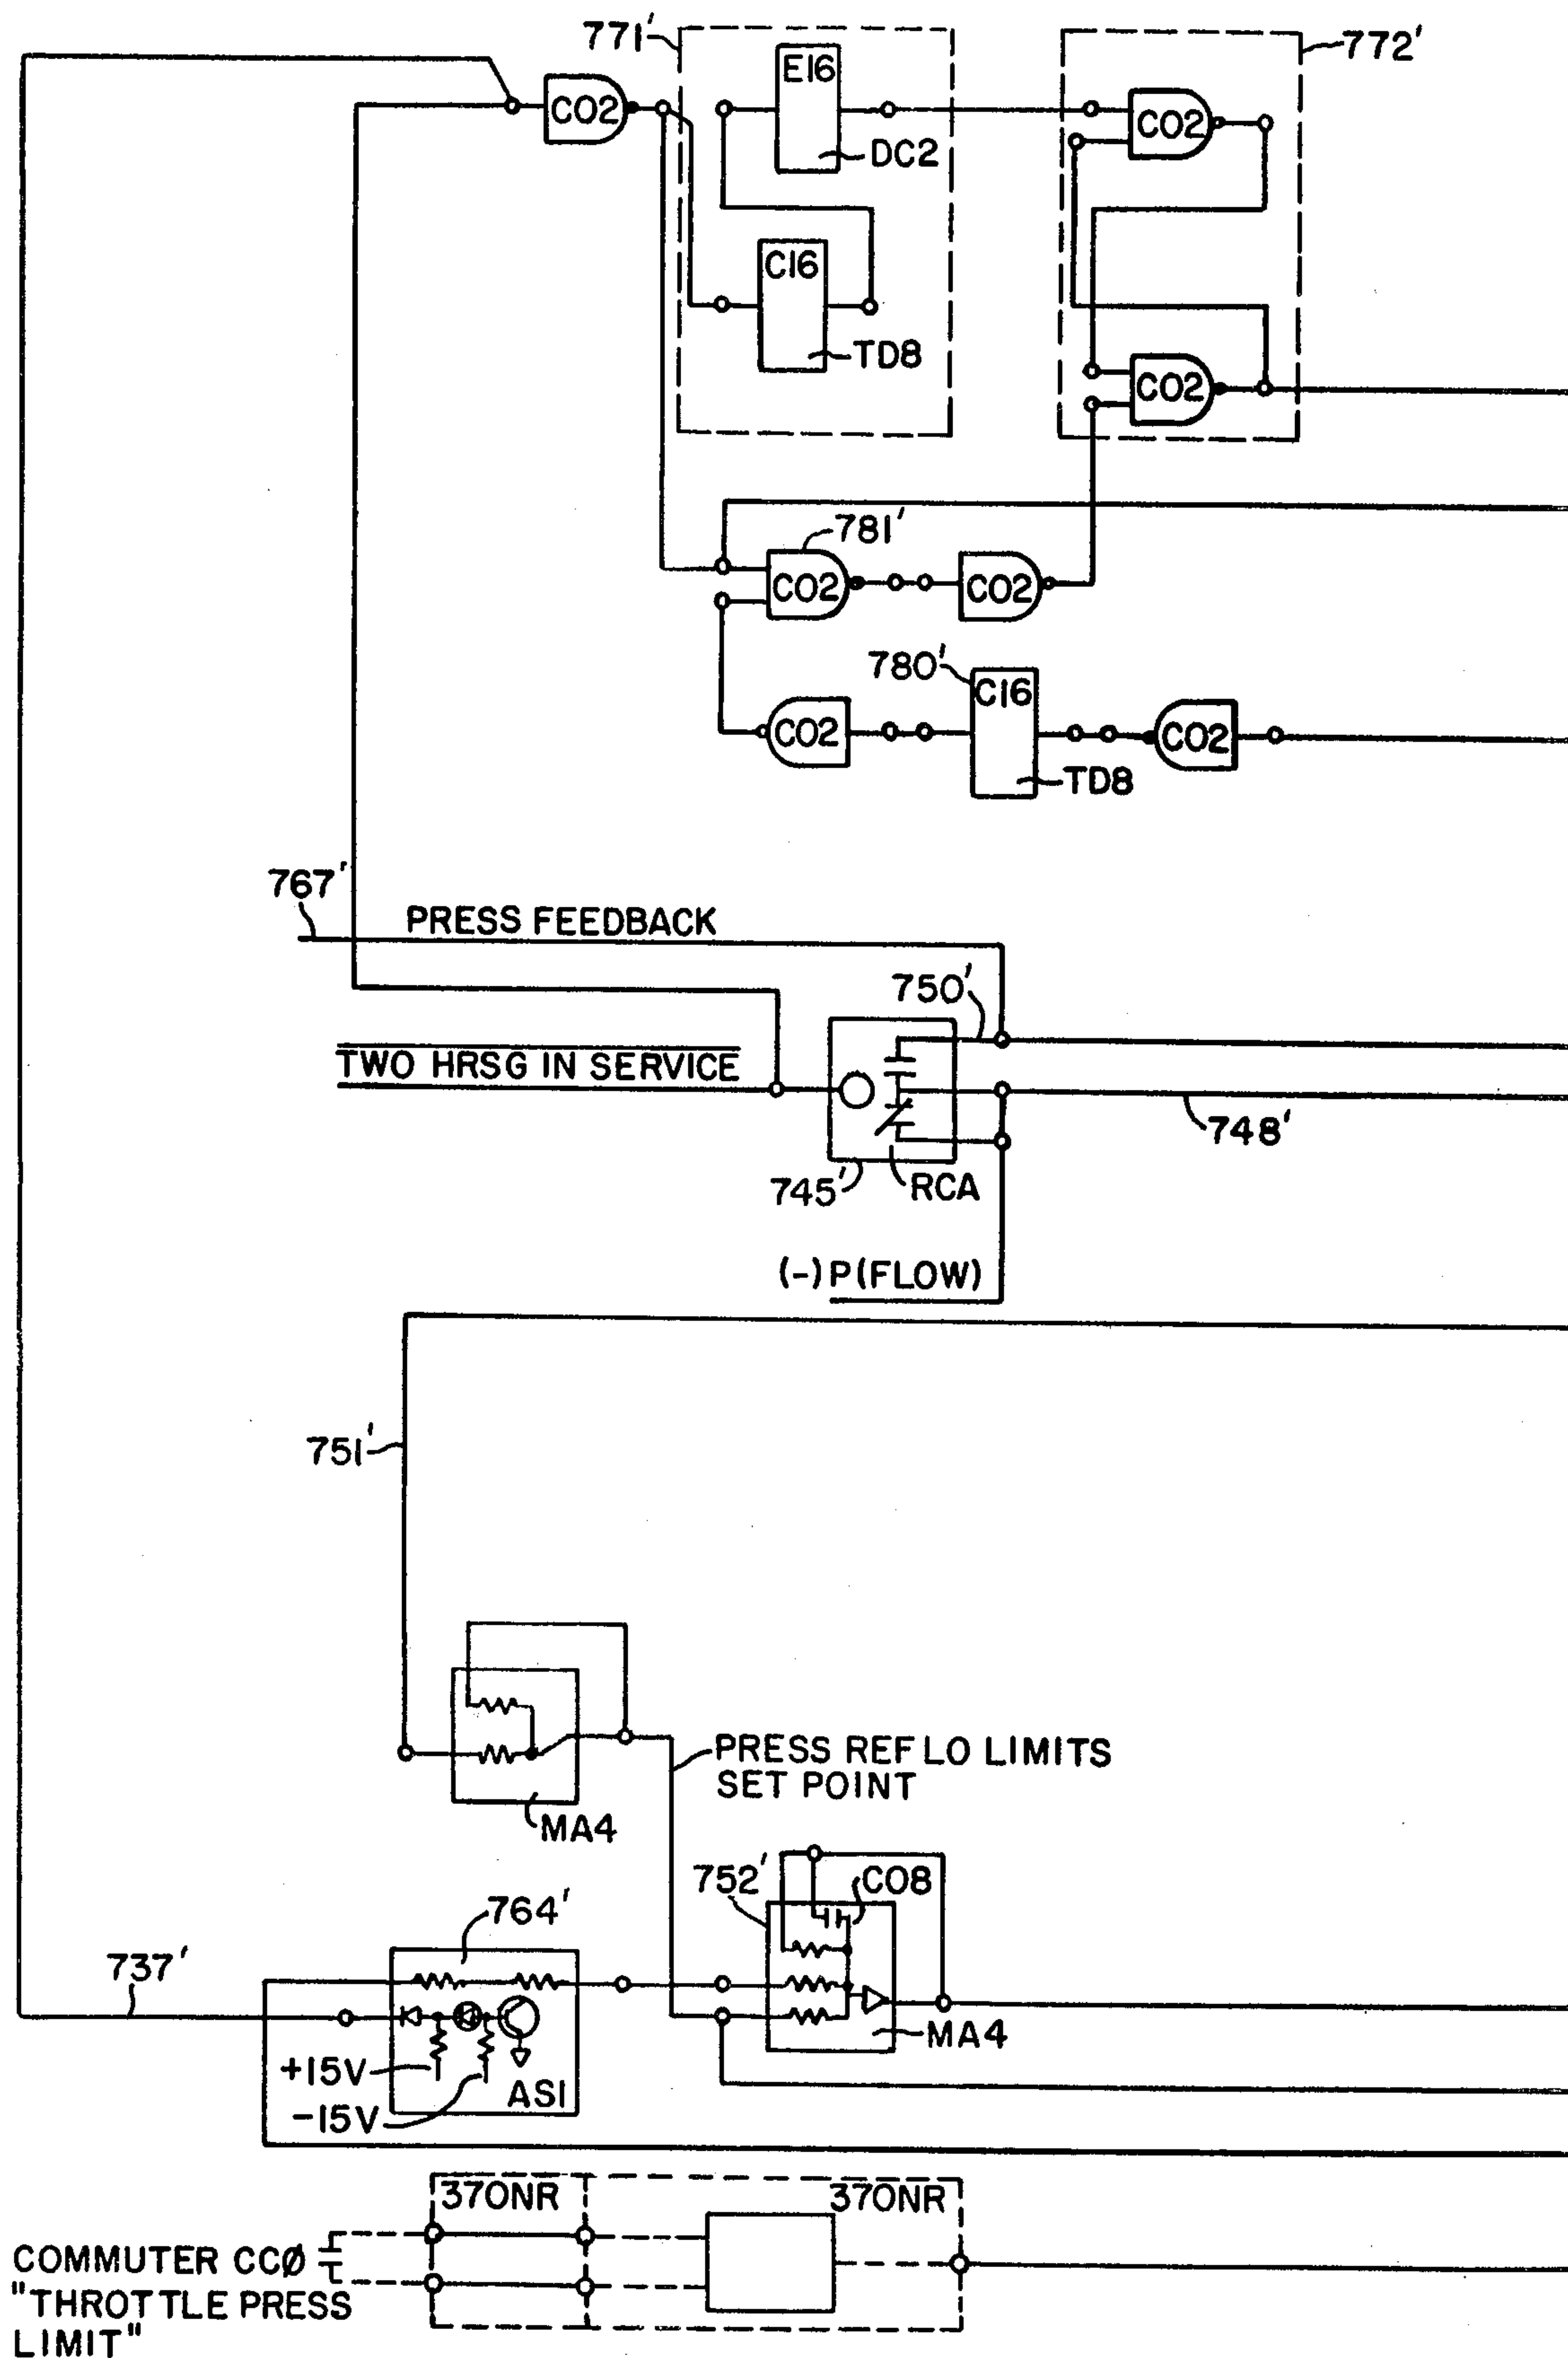 771'
772'
E16
CO2
CO2
DC2
C16
TD8
CO2
781'
CO2
CO2
780'
C16
CO2
CO2
TD8
767'
PRESS FEEDBACK
750'
TWO HRSG IN SERVICE
748'
745'
RCA
(-) P (FLOW)
751'
PRESS REF LO LIMITS
SET POINT
MA4
752'
CO8
764'
737'
MA4
+15V
AS1
-15V
370NR
370NR
COMMUTER CCØ
"THROTTLE PRESS
LIMIT"